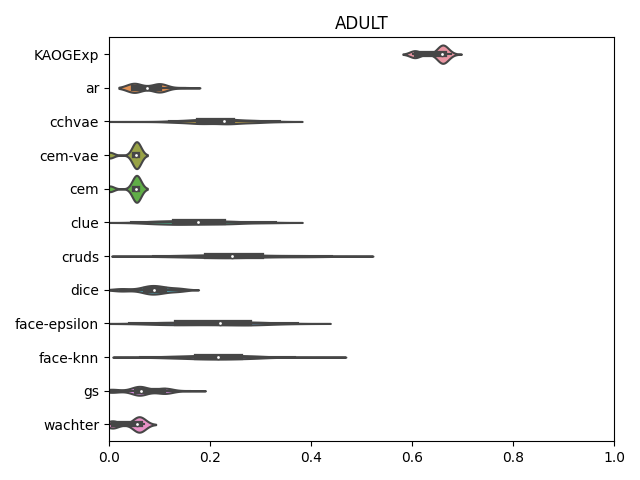 ADULT
KAOGExp
ar
cchvae
cem-vae
cem
clue
cruds
dice
face-epsilon
face-knn
gs
wachter
0.0 0.2 0.4 0.6 0.8 1.0